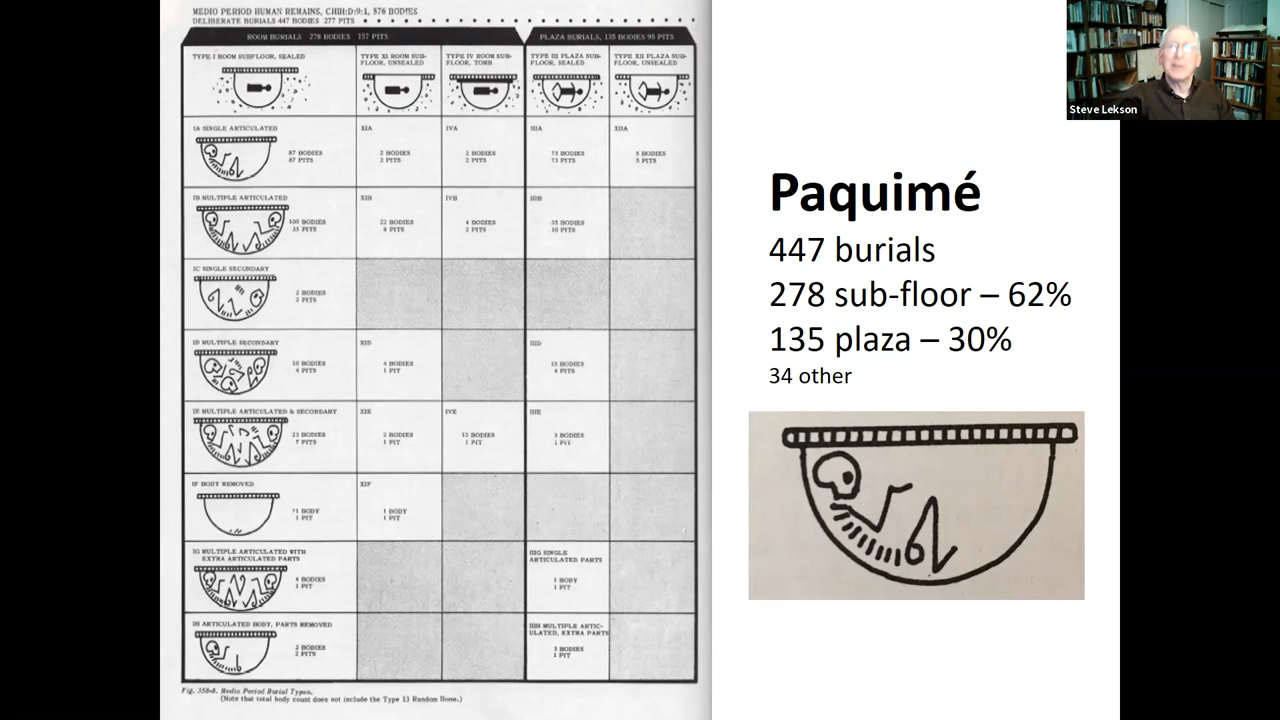 MEDIO PERIOD HUMAN REMAINS, CHIH:D:9:1, 576 BODIES
DELIBERATE BURIALS 447 BODIES 277 PITS
ROOM BURIALS 278 BODIES 157 PITS
PLAZA BURIALS, 135 BODIES 95 PITS
TYPE I ROOM SUBFLOOR, SEALED
TYPE XI ROOM SUB-
FLOOR, UNSEALED
TYPE IV ROOM SUB-
FLOOR, TOMB
TYPE III PLAZA SUB-
FLOOR, SEALED
TYPE XII PLAZA SUB-
FLOOR, UNSEALED
IA SINGLE ARTICULATED
87 BODIES
87 PITS
XIA
2 BODIES
2 PITS
IVA
2 BODIES
2 PITS
IIIA
73 BODIES
73 PITS
XIIA
5 BODIES
5 PITS
IB MULTIPLE ARTICULATED
100 BODIES
35 PITS
XIB
22 BODIES
8 PITS
IVB
4 BODIES
2 PITS
IIIB
35 BODIES
10 PITS
IC SINGLE SECONDARY
2 BODIES
2 PITS
ID MULTIPLE SECONDARY
10 BODIES
4 PITS
XID
4 BODIES
1 PIT
IIID
15 BODIES
4 PITS
IE MULTIPLE ARTICULATED & SECONDARY
23 BODIES
7 PITS
XIE
2 BODIES
1 PIT
IVE
12 BODIES
1 PIT
IIIE
3 BODIES
1 PIT
IF BODY REMOVED
?1 BODY
1 PIT
XIF
1 BODY
1 PIT
IG MULTIPLE ARTICULATED WITH
EXTRA ARTICULATED PARTS
4 BODIES
1 PIT
IIIG SINGLE
ARTICULATED PARTS
1 BODY
1 PIT
IH ARTICULATED BODY, PARTS REMOVED
2 BODIES
2 PITS
IIIH MULTIPLE ARTIC-
ULATED, EXTRA PARTS
3 BODIES
1 PIT
Fig. 358-8. Medio Period Burial Types.
(Note that total body count does not include the Type 13 Random Bone.)
Steve Lekson
Paquimé
447 burials
278 sub-floor – 62%
135 plaza – 30%
34 other